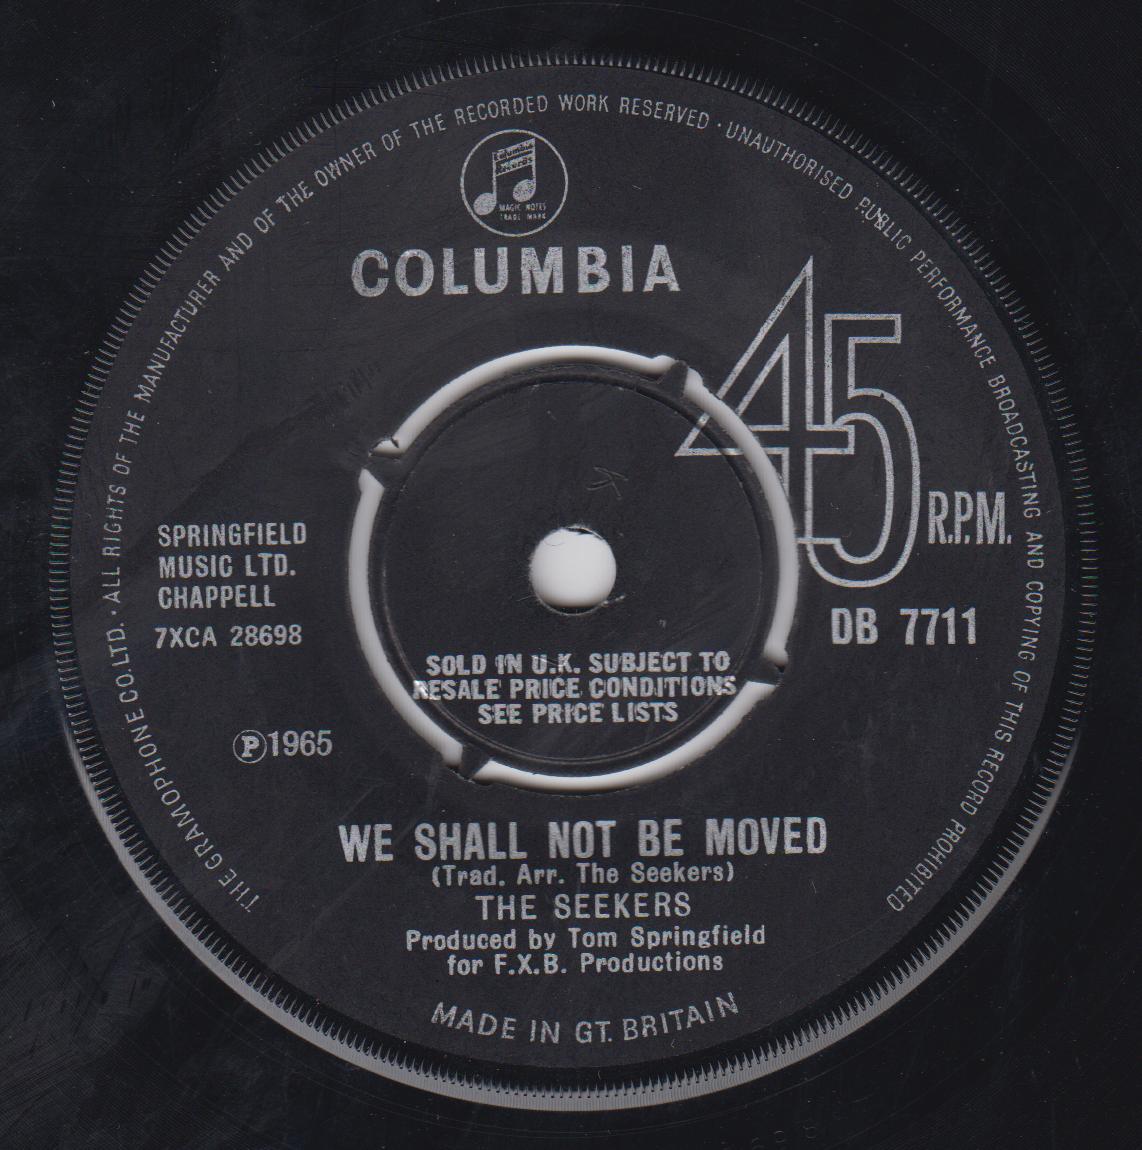 THE GRAMOPHONE CO. LTD. · ALL RIGHTS OF THE MANUFACTURER AND OF THE OWNER OF THE RECORDED WORK RESERVED · UNAUTHORISED PUBLIC PERFORMANCE BROADCASTING AND COPYING OF THIS RECORD PROHIBITED
Columbia
Records
MAGIC NOTES
TRADE MARK
COLUMBIA
45 R.P.M.
SPRINGFIELD
MUSIC LTD.
CHAPPELL
7XCA 28698
DB 7711
SOLD IN U.K. SUBJECT TO
RESALE PRICE CONDITIONS
SEE PRICE LISTS
Ⓟ1965
WE SHALL NOT BE MOVED
(Trad. Arr. The Seekers)
THE SEEKERS
Produced by Tom Springfield
for F.X.B. Productions
MADE IN GT. BRITAIN